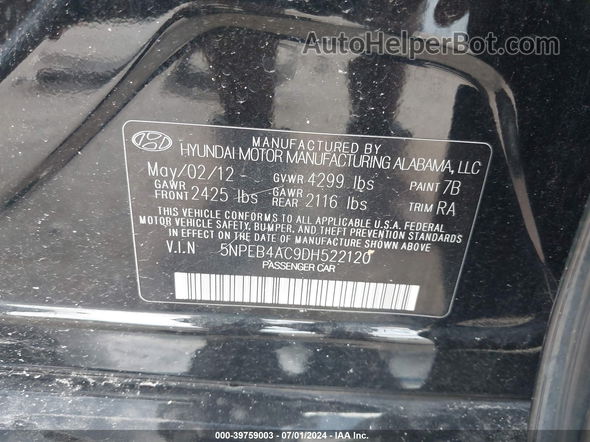 AutoHelperBot.com
MANUFACTURED BY
HYUNDAI MOTOR MANUFACTURING ALABAMA, LLC
May/02/12 GVWR 4299 lbs PAINT 7B
GAWR FRONT 2425 lbs GAWR REAR 2116 lbs TRIM RA
THIS VEHICLE CONFORMS TO ALL APPLICABLE U.S.A. FEDERAL
MOTOR VEHICLE SAFETY, BUMPER, AND THEFT PREVENTION STANDARDS
IN EFFECT ON THE DATE OF MANUFACTURE SHOWN ABOVE
V.I.N 5NPEB4AC9DH522120
PASSENGER CAR
000-39759003 - 07/01/2024 - IAA Inc.